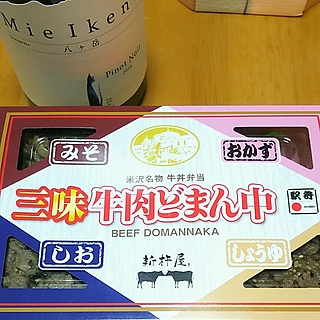 Mie Iken
八ヶ岳
Pinot Noir
みそ
おかず
米沢名物 牛丼弁当
三味牛肉どまん中
BEEF DOMANNAKA
駅弁
しお
しょうゆ
新杵屋